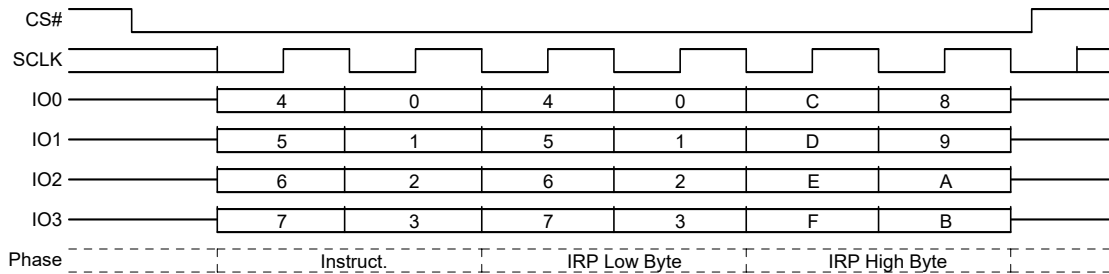 CS#
SCLK
IO0 4 0 4 0 C 8
IO1 5 1 5 1 D 9
IO2 6 2 6 2 E A
IO3 7 3 7 3 F B
Phase Instruct. IRP Low Byte IRP High Byte